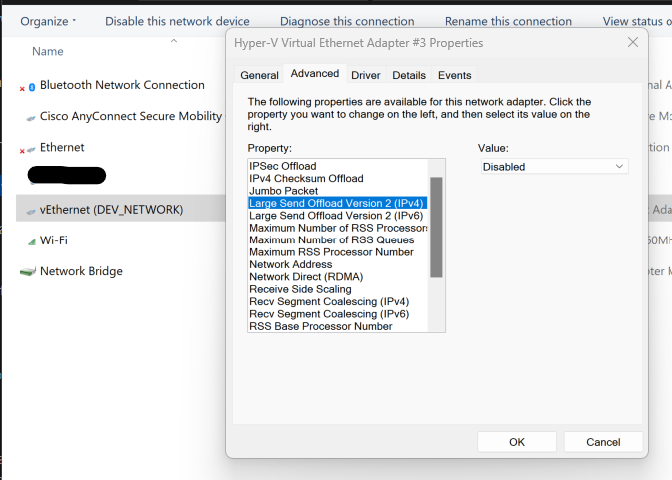 Organize Disable this network device Diagnose this connection Rename this connection View status o
Name
Bluetooth Network Connection
Cisco AnyConnect Secure Mobility
Ethernet
vEthernet (DEV_NETWORK)
Wi-Fi
Network Bridge
Hyper-V Virtual Ethernet Adapter #3 Properties
General Advanced Driver Details Events
The following properties are available for this network adapter. Click the
property you want to change on the left, and then select its value on the
right.
Property: Value:
IPSec Offload
IPv4 Checksum Offload
Jumbo Packet
Large Send Offload Version 2 (IPv4)
Large Send Offload Version 2 (IPv6)
Maximum Number of RSS Processors
Maximum Number of RSS Queues
Maximum RSS Processor Number
Network Address
Network Direct (RDMA)
Receive Side Scaling
Recv Segment Coalescing (IPv4)
Recv Segment Coalescing (IPv6)
RSS Base Processor Number
Disabled
OK Cancel